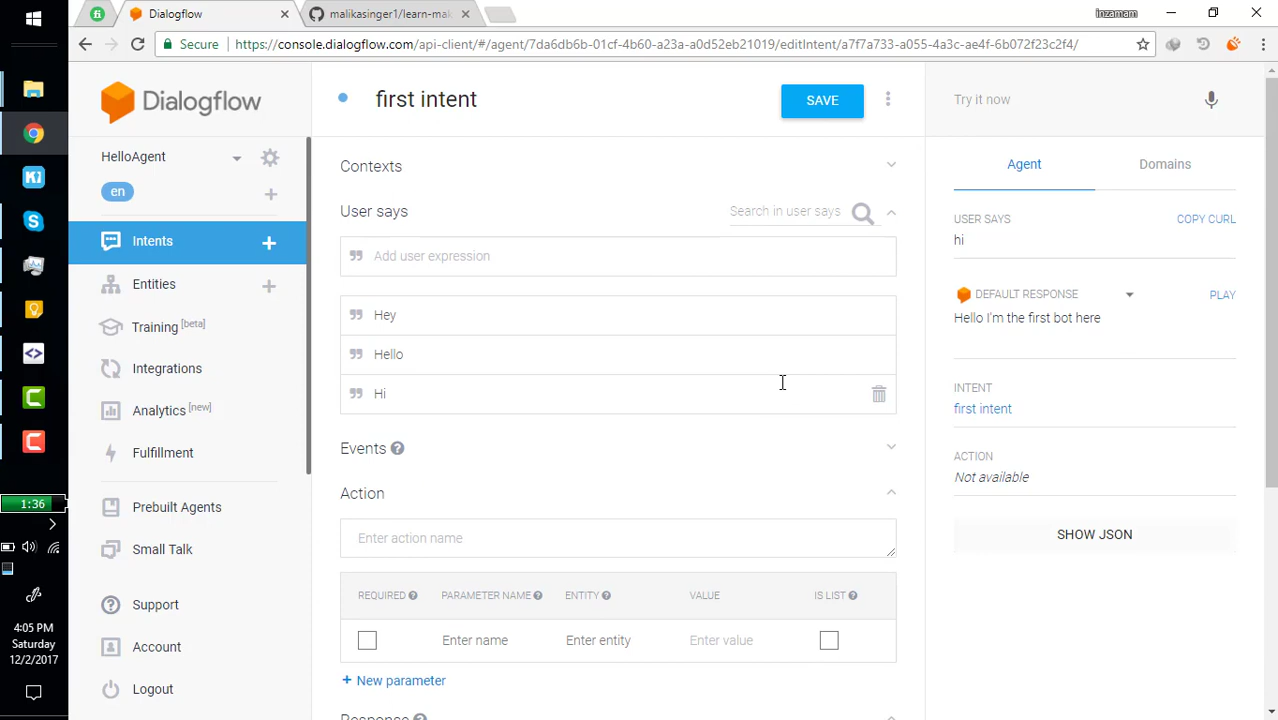 Dialogflow
malikasinger1/learn-mak
inzamam
Secure
https://console.dialogflow.com/api-client/#/agent/7da6db6b-01cf-4b60-a23a-a0d52eb21019/editIntent/a7f7a733-a055-4a3c-ae4f-6b072f23c2f4/
Dialogflow
HelloAgent
en
Intents
Entities
Training [beta]
Integrations
Analytics [new]
Fulfillment
Prebuilt Agents
Small Talk
Support
Account
Logout
1:36
4:05 PM
Saturday
12/2/2017
first intent
SAVE
Contexts
User says
Search in user says
Add user expression
Hey
Hello
Hi
Events
Action
Enter action name
REQUIRED PARAMETER NAME ENTITY VALUE IS LIST
Enter name Enter entity Enter value
+ New parameter
Response
Try it now
Agent Domains
USER SAYS COPY CURL
hi
DEFAULT RESPONSE PLAY
Hello I'm the first bot here
INTENT
first intent
ACTION
Not available
SHOW JSON